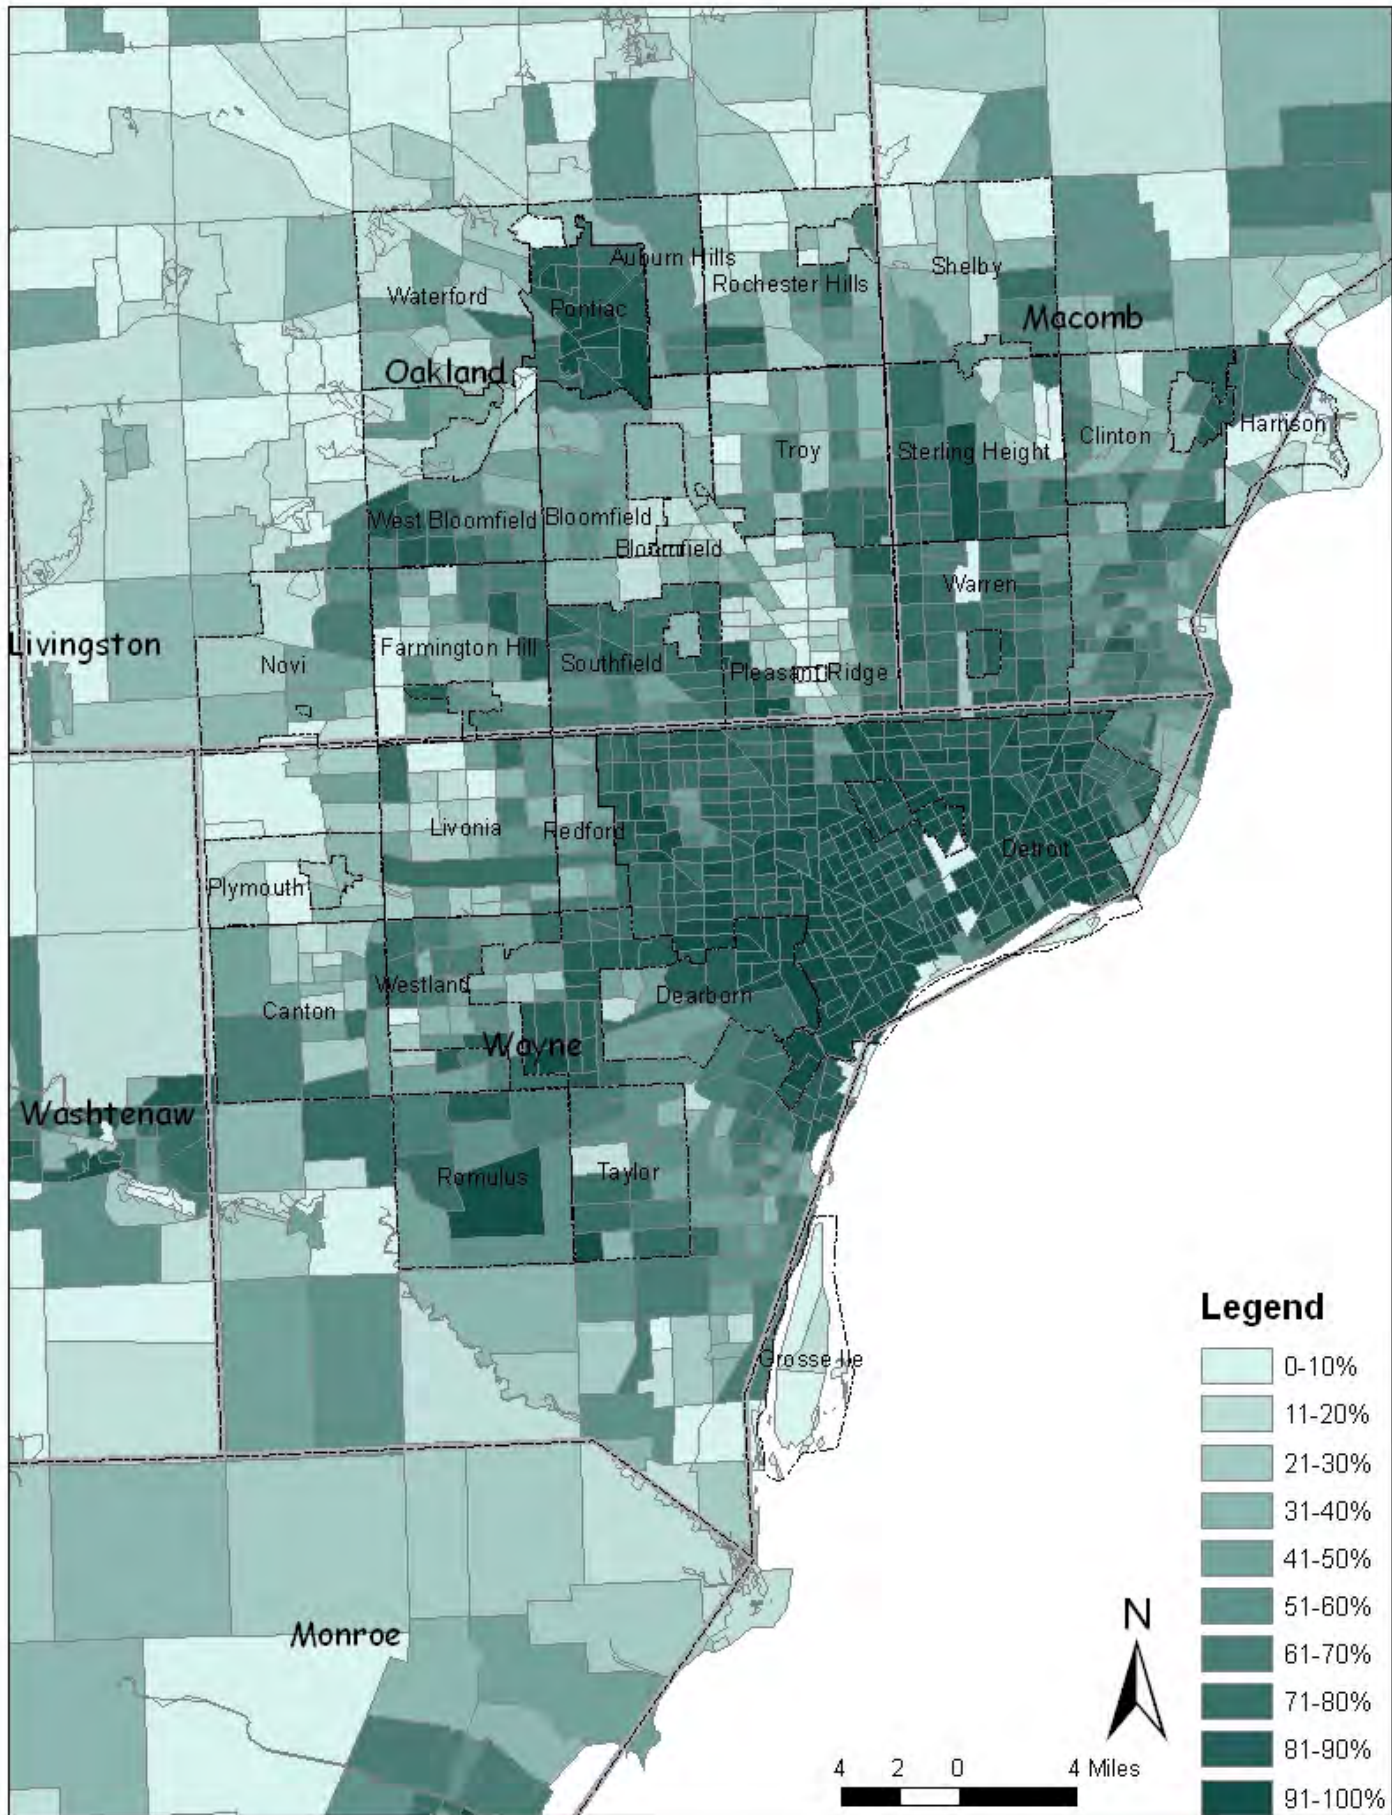 Auburn Hills
Rochester Hills
Shelby
Waterford
Pontiac
Macomb
Oakland
Harrison
Troy
Sterling Height
Clinton
West Bloomfield
Bloomfield
Bloomfield
Warren
Livingston
Novi
Farmington Hill
Southfield
Pleasant Ridge
Livonia
Redford
Detroit
Plymouth
Westland
Dearborn
Canton
Wayne
Washtenaw
Romulus
Taylor
Grosse Ile
Monroe
Legend
0-10%
11-20%
21-30%
31-40%
41-50%
51-60%
61-70%
71-80%
81-90%
91-100%
N
4 2 0 4 Miles